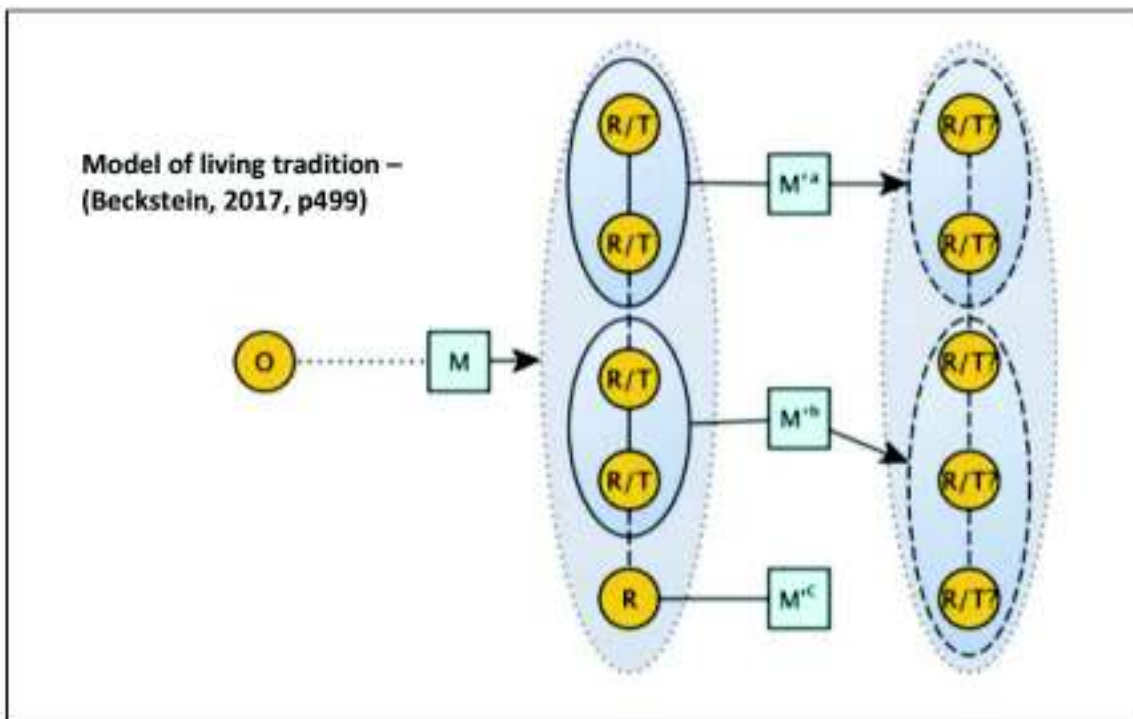 Model of living tradition –
(Beckstein, 2017, p499)
O
M
R/T
R/T
R/T
R/T
R
M'a
M'b
M'c
R/T?
R/T?
R/T?
R/T?
R/T?